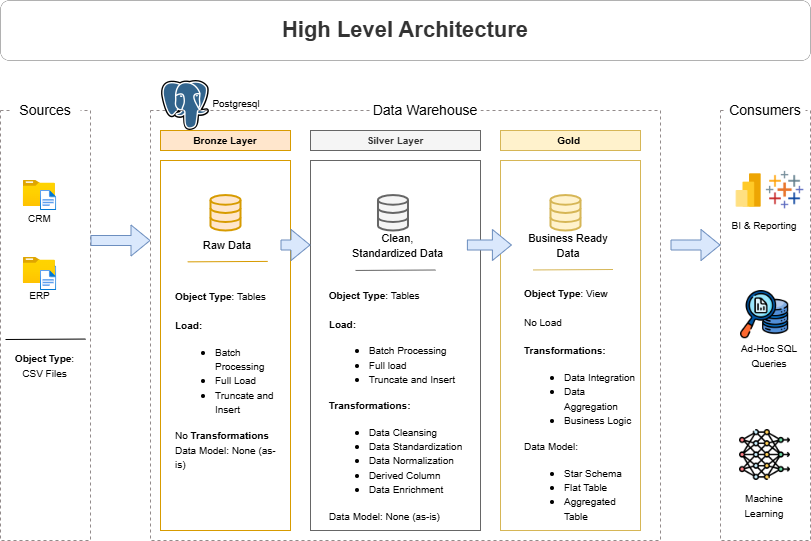 High Level Architecture
Sources
CRM
ERP
Object Type:
CSV Files
Postgresql
Data Warehouse
Bronze Layer
Raw Data
Object Type: Tables
Load:
Batch
Processing
Full Load
Truncate and
Insert
No Transformations
Data Model: None (as-
is)
Silver Layer
Clean,
Standardized Data
Object Type: Tables
Load:
Batch Processing
Full load
Truncate and Insert
Transformations:
Data Cleansing
Data Standardization
Data Normalization
Derived Column
Data Enrichment
Data Model: None (as-is)
Gold
Business Ready
Data
Object Type: View
No Load
Transformations:
Data Integration
Data
Aggregation
Business Logic
Data Model:
Star Schema
Flat Table
Aggregated
Table
Consumers
BI & Reporting
Ad-Hoc SQL
Queries
Machine
Learning